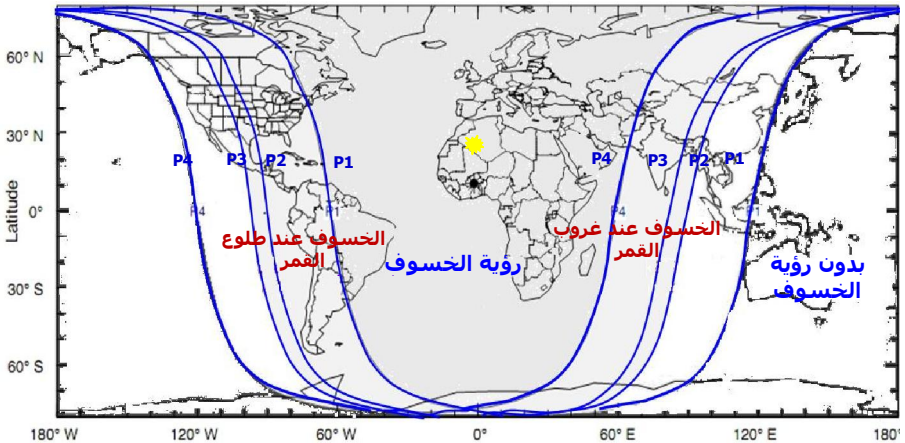 60° N
30° N
0°
30° S
60° S
Latitude
P4 P3 P2 P1 P4 P3 P2 P1
P4 P1 P4 P1
الخسوف عند طلوع
القمر
رؤية الخسوف
الخسوف عند غروب
القمر
بدون رؤية
الخسوف
180° W 120° W 60° W 0° 60° E 120° E 180°